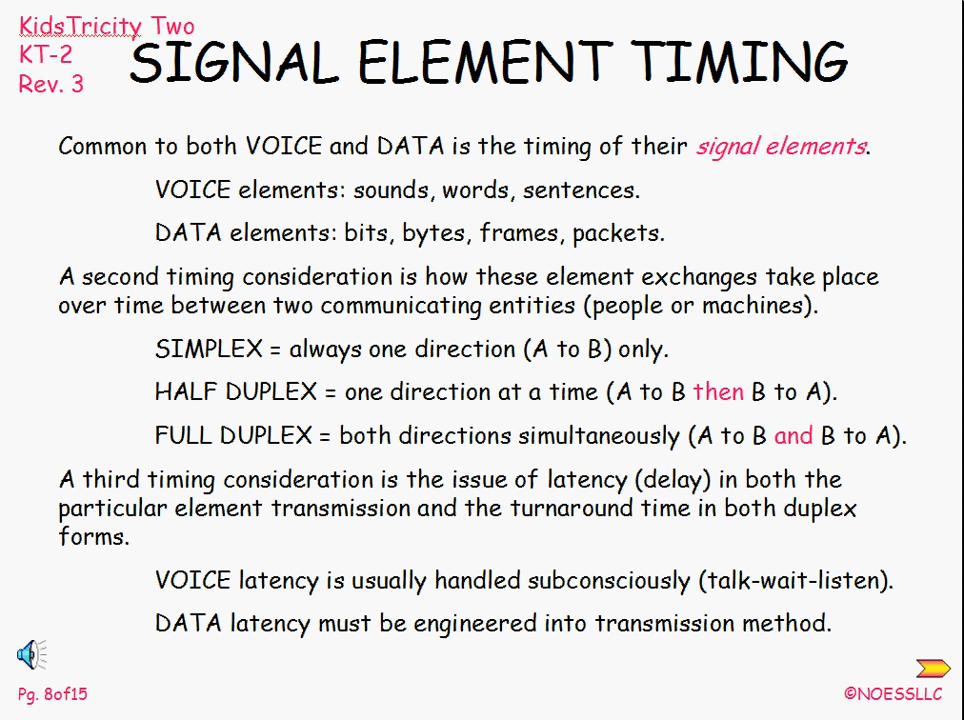 KidsTricity Two
KT-2
Rev. 3
SIGNAL ELEMENT TIMING
Common to both VOICE and DATA is the timing of their signal elements.
VOICE elements: sounds, words, sentences.
DATA elements: bits, bytes, frames, packets.
A second timing consideration is how these element exchanges take place
over time between two communicating entities (people or machines).
SIMPLEX = always one direction (A to B) only.
HALF DUPLEX = one direction at a time (A to B then B to A).
FULL DUPLEX = both directions simultaneously (A to B and B to A).
A third timing consideration is the issue of latency (delay) in both the
particular element transmission and the turnaround time in both duplex
forms.
VOICE latency is usually handled subconsciously (talk-wait-listen).
DATA latency must be engineered into transmission method.
Pg. 8of15
©NOESSLLC